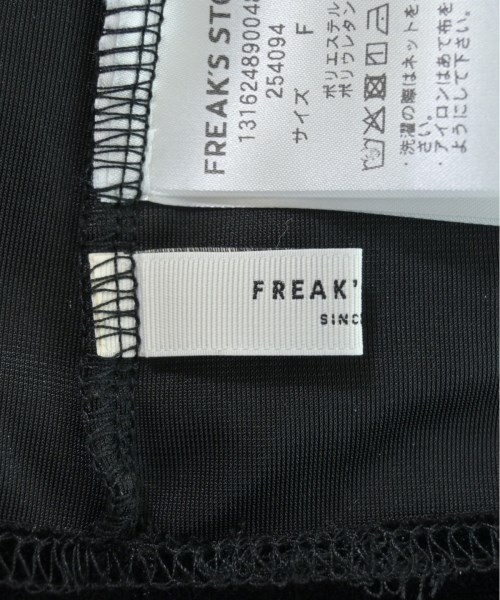 FREAK'S STO
1316248900
254094
サイズ F
ポリエステル
ポリウレタン
・洗濯の際はネットを
さい。
・アイロンはあて布を
ようにして下さい。
FREAK'
SINC